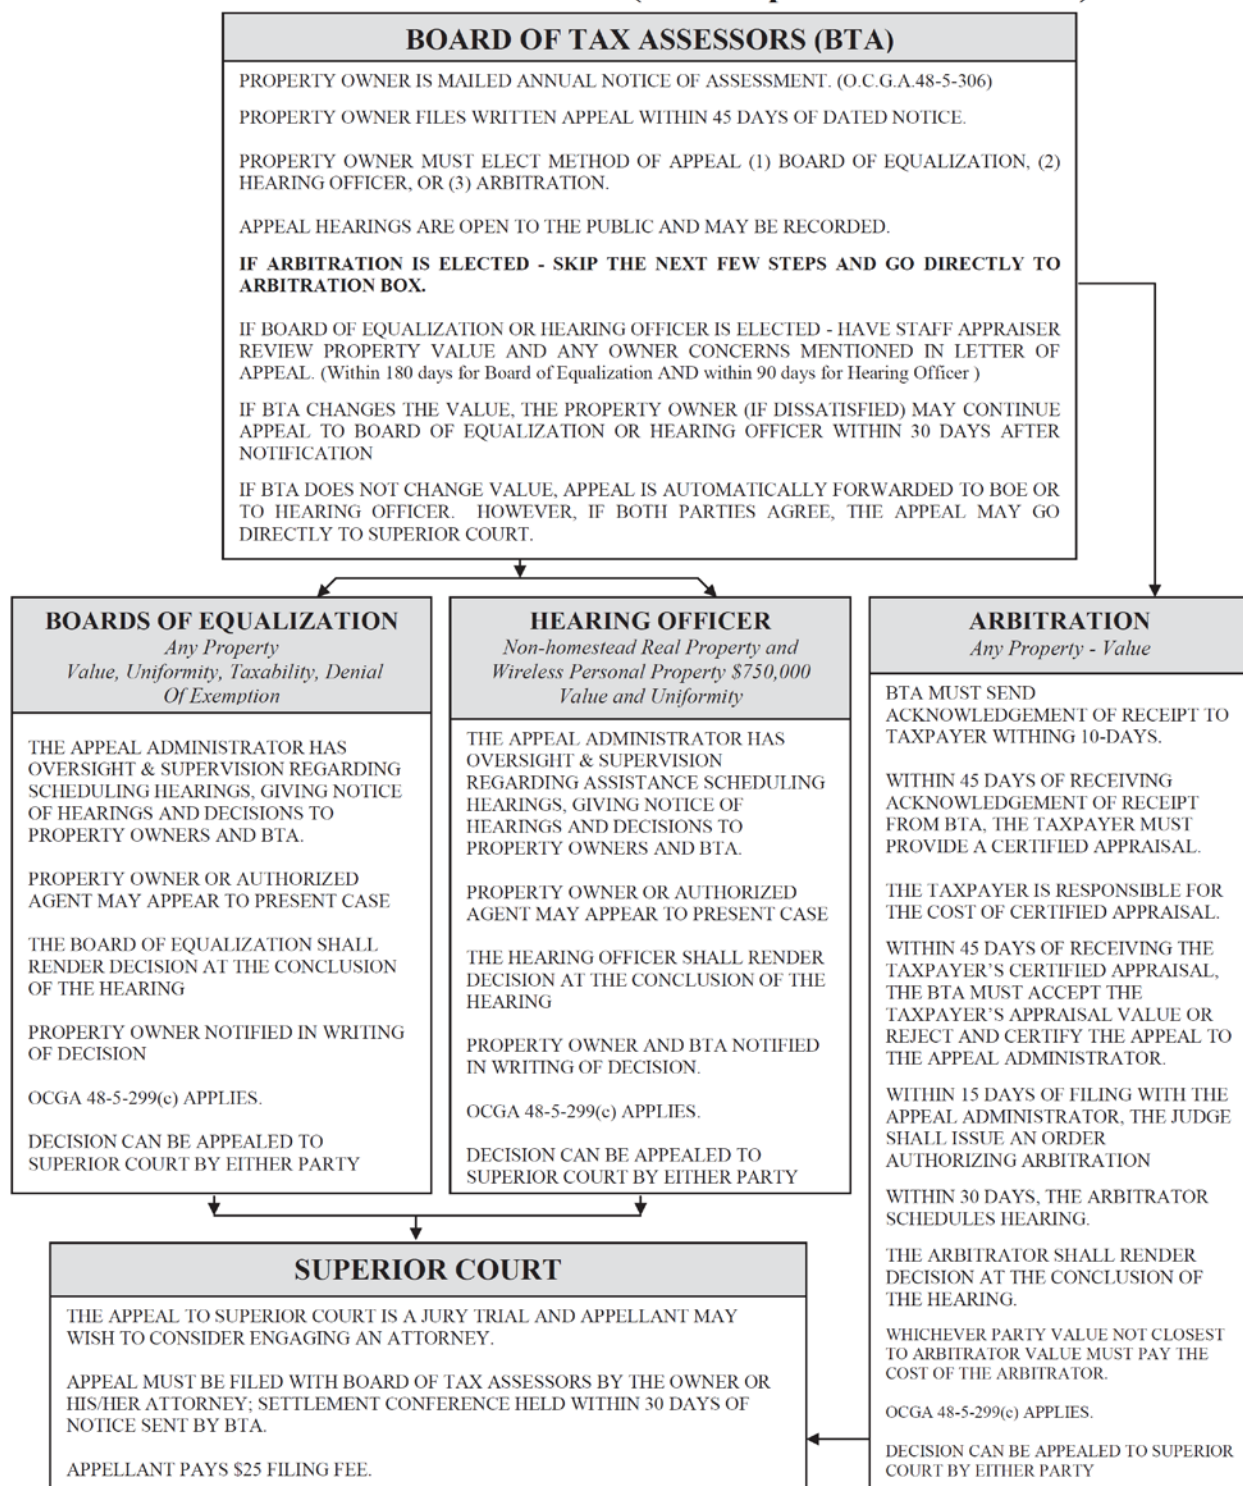 BOARD OF TAX ASSESSORS (BTA)
PROPERTY OWNER IS MAILED ANNUAL NOTICE OF ASSESSMENT. (O.C.G.A.48-5-306)
PROPERTY OWNER FILES WRITTEN APPEAL WITHIN 45 DAYS OF DATED NOTICE.
PROPERTY OWNER MUST ELECT METHOD OF APPEAL (1) BOARD OF EQUALIZATION, (2)
HEARING OFFICER, OR (3) ARBITRATION.
APPEAL HEARINGS ARE OPEN TO THE PUBLIC AND MAY BE RECORDED.
IF ARBITRATION IS ELECTED - SKIP THE NEXT FEW STEPS AND GO DIRECTLY TO
ARBITRATION BOX.
IF BOARD OF EQUALIZATION OR HEARING OFFICER IS ELECTED - HAVE STAFF APPRAISER
REVIEW PROPERTY VALUE AND ANY OWNER CONCERNS MENTIONED IN LETTER OF
APPEAL. (Within 180 days for Board of Equalization AND within 90 days for Hearing Officer )
IF BTA CHANGES THE VALUE, THE PROPERTY OWNER (IF DISSATISFIED) MAY CONTINUE
APPEAL TO BOARD OF EQUALIZATION OR HEARING OFFICER WITHIN 30 DAYS AFTER
NOTIFICATION
IF BTA DOES NOT CHANGE VALUE, APPEAL IS AUTOMATICALLY FORWARDED TO BOE OR
TO HEARING OFFICER. HOWEVER, IF BOTH PARTIES AGREE, THE APPEAL MAY GO
DIRECTLY TO SUPERIOR COURT.
BOARDS OF EQUALIZATION
Any Property
Value, Uniformity, Taxability, Denial
Of Exemption
THE APPEAL ADMINISTRATOR HAS
OVERSIGHT & SUPERVISION REGARDING
SCHEDULING HEARINGS, GIVING NOTICE
OF HEARINGS AND DECISIONS TO
PROPERTY OWNERS AND BTA.
PROPERTY OWNER OR AUTHORIZED
AGENT MAY APPEAR TO PRESENT CASE
THE BOARD OF EQUALIZATION SHALL
RENDER DECISION AT THE CONCLUSION
OF THE HEARING
PROPERTY OWNER NOTIFIED IN WRITING
OF DECISION
OCGA 48-5-299(c) APPLIES.
DECISION CAN BE APPEALED TO
SUPERIOR COURT BY EITHER PARTY
HEARING OFFICER
Non-homestead Real Property and
Wireless Personal Property $750,000
Value and Uniformity
THE APPEAL ADMINISTRATOR HAS
OVERSIGHT & SUPERVISION
REGARDING ASSISTANCE SCHEDULING
HEARINGS, GIVING NOTICE OF
HEARINGS AND DECISIONS TO
PROPERTY OWNERS AND BTA.
PROPERTY OWNER OR AUTHORIZED
AGENT MAY APPEAR TO PRESENT CASE
THE HEARING OFFICER SHALL RENDER
DECISION AT THE CONCLUSION OF THE
HEARING
PROPERTY OWNER AND BTA NOTIFIED
IN WRITING OF DECISION.
OCGA 48-5-299(c) APPLIES.
DECISION CAN BE APPEALED TO
SUPERIOR COURT BY EITHER PARTY
ARBITRATION
Any Property - Value
BTA MUST SEND
ACKNOWLEDGEMENT OF RECEIPT TO
TAXPAYER WITHING 10-DAYS.
WITHIN 45 DAYS OF RECEIVING
ACKNOWLEDGEMENT OF RECEIPT
FROM BTA, THE TAXPAYER MUST
PROVIDE A CERTIFIED APPRAISAL.
THE TAXPAYER IS RESPONSIBLE FOR
THE COST OF CERTIFIED APPRAISAL.
WITHIN 45 DAYS OF RECEIVING THE
TAXPAYER'S CERTIFIED APPRAISAL,
THE BTA MUST ACCEPT THE
TAXPAYER'S APPRAISAL VALUE OR
REJECT AND CERTIFY THE APPEAL TO
THE APPEAL ADMINISTRATOR.
WITHIN 15 DAYS OF FILING WITH THE
APPEAL ADMINISTRATOR, THE JUDGE
SHALL ISSUE AN ORDER
AUTHORIZING ARBITRATION
WITHIN 30 DAYS, THE ARBITRATOR
SCHEDULES HEARING.
THE ARBITRATOR SHALL RENDER
DECISION AT THE CONCLUSION OF
THE HEARING.
WHICHEVER PARTY VALUE NOT CLOSEST
TO ARBITRATOR VALUE MUST PAY THE
COST OF THE ARBITRATOR.
OCGA 48-5-299(c) APPLIES.
DECISION CAN BE APPEALED TO SUPERIOR
COURT BY EITHER PARTY
SUPERIOR COURT
THE APPEAL TO SUPERIOR COURT IS A JURY TRIAL AND APPELLANT MAY
WISH TO CONSIDER ENGAGING AN ATTORNEY.
APPEAL MUST BE FILED WITH BOARD OF TAX ASSESSORS BY THE OWNER OR
HIS/HER ATTORNEY; SETTLEMENT CONFERENCE HELD WITHIN 30 DAYS OF
NOTICE SENT BY BTA.
APPELLANT PAYS $25 FILING FEE.